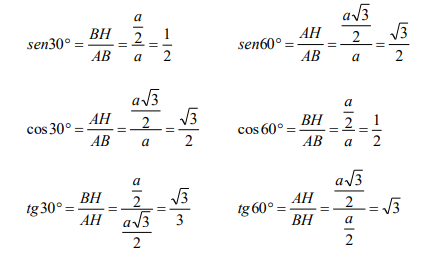 sen30° = BH/AB = (a/2)/a = 1/2
sen60° = AH/AB = (a√3/2)/a = √3/2
cos30° = AH/AB = (a√3/2)/a = √3/2
cos60° = BH/AB = (a/2)/a = 1/2
tg30° = BH/AH = (a/2)/(a√3/2) = √3/3
tg60° = AH/BH = (a√3/2)/(a/2) = √3